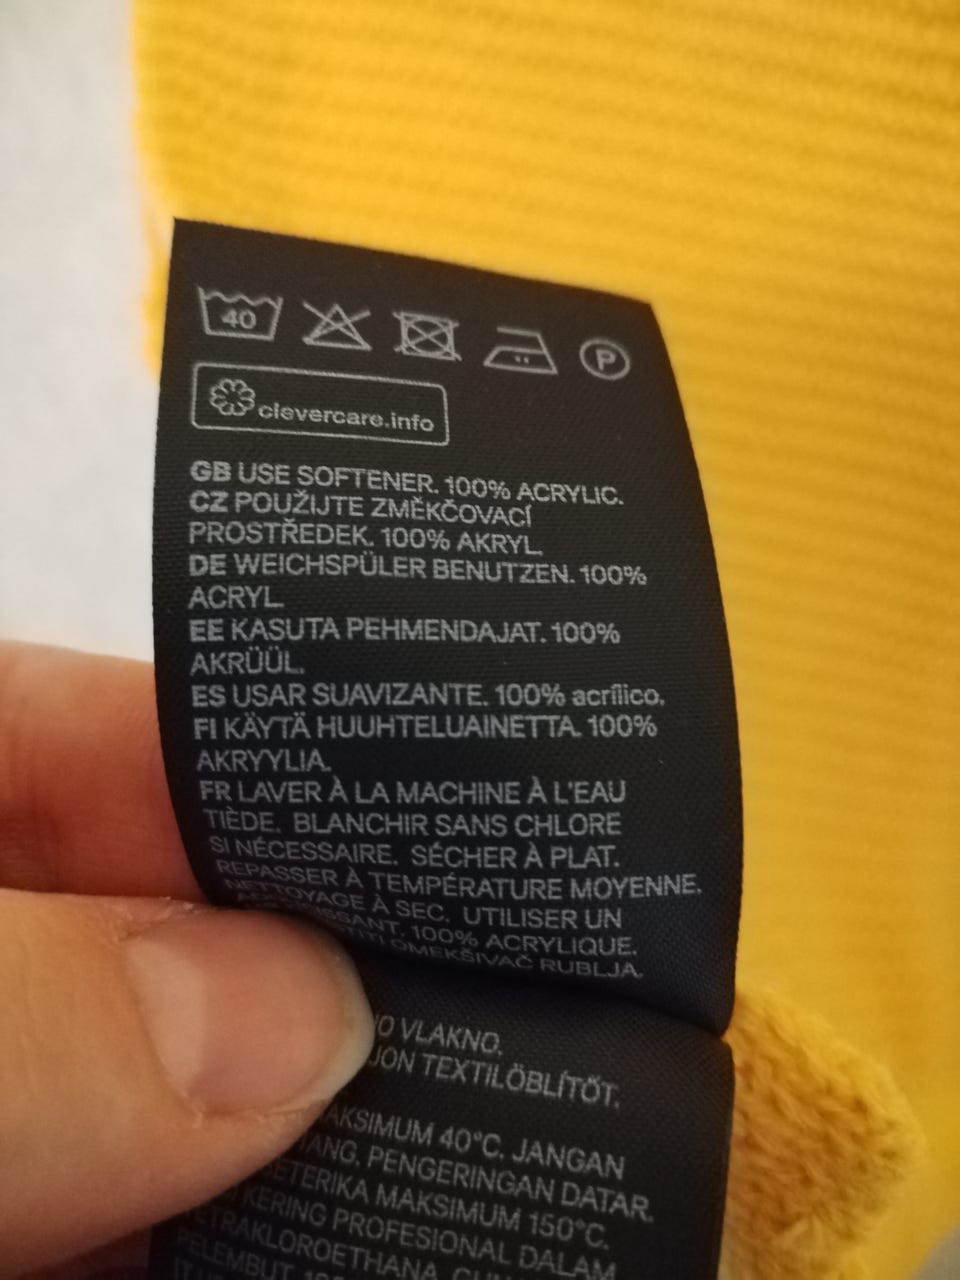 40
P
clevercare.info
GB USE SOFTENER. 100% ACRYLIC.
CZ POUŽIJTE ZMĚKČOVACÍ
PROSTŘEDEK. 100% AKRYL.
DE WEICHSPÜLER BENUTZEN. 100%
ACRYL.
EE KASUTA PEHMENDAJAT. 100%
AKRÜÜL.
ES USAR SUAVIZANTE. 100% acrílico.
FI KÄYTÄ HUUHTELUAINETTA. 100%
AKRYYLIA.
FR LAVER À LA MACHINE À L'EAU
TIÈDE. BLANCHIR SANS CHLORE
SI NÉCESSAIRE. SÉCHER À PLAT.
REPASSER À TEMPÉRATURE MOYENNE.
NETTOYAGE À SEC. UTILISER UN
100% ACRYLIQUE.
OMEKŠIVAČ RUBLJA.
VLAKNO.
TEXTILÖBLÍTŐT.
40°C. JANGAN
PENGERINGAN DATAR.
MAKSIMUM 150°C.
KERING PROFESIONAL DALAM